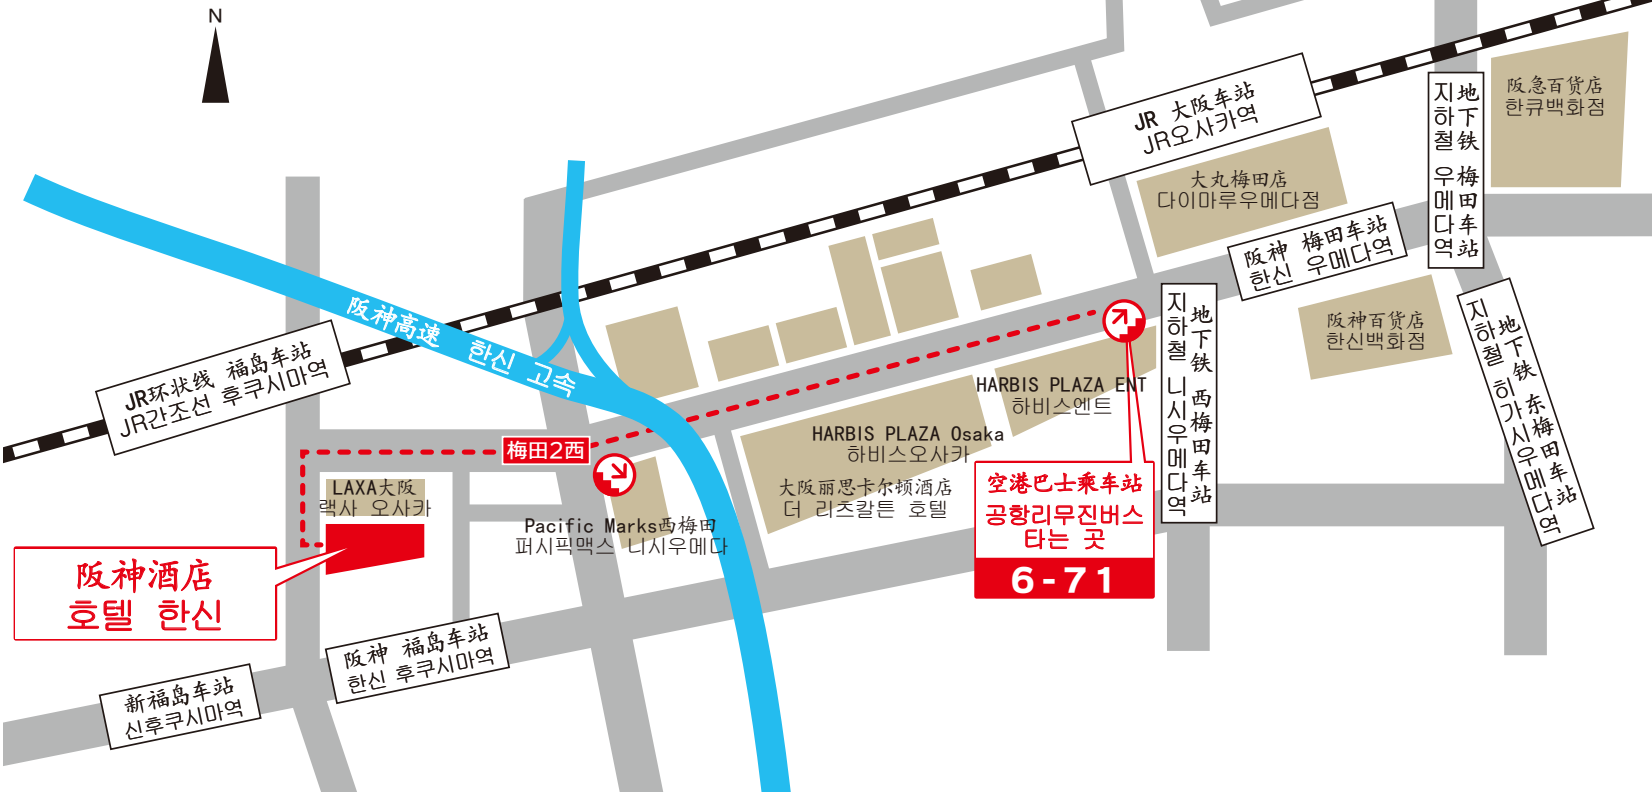 N
JR 大阪车站
JR오사카역
阪急百货店
한큐백화점
地下铁 梅田车站
지하철 우메다역
大丸梅田店
다이마루우메다점
阪神 梅田车站
한신 우메다역
阪神高速 한신 고속
JR环状线 福岛车站
JR간조선 후쿠시마역
地下铁 西梅田车站
지하철 니시우메다역
阪神百货店
한신백화점
地下铁 东梅田车站
지하철 히가시우메다역
HARBIS PLAZA ENT
하비스엔트
HARBIS PLAZA Osaka
하비스오사카
梅田2西
LAXA大阪
랙사 오사카
大阪丽思卡尔顿酒店
더 리츠칼튼 호텔
空港巴士乘车站
공항리무진버스
타는 곳
6-71
Pacific Marks西梅田
퍼시픽맥스 니시우메다
阪神酒店
호텔 한신
阪神 福岛车站
한신 후쿠시마역
新福岛车站
신후쿠시마역